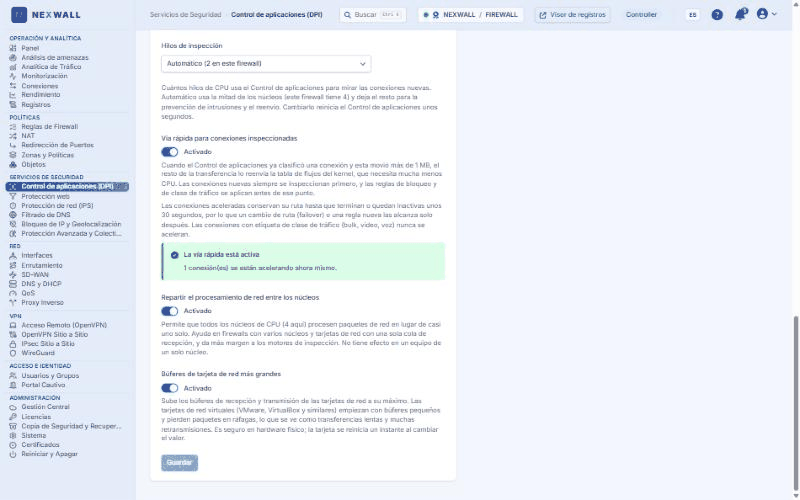 NEXWALL
Servicios de Seguridad · Control de aplicaciones (DPI)
Buscar
NEXWALL / FIREWALL
Visor de registros
Controller
ES
OPERACIÓN Y ANALÍTICA
Panel
Análisis de amenazas
Analítica de Tráfico
Monitorización
Conexiones
Rendimiento
Registros
POLÍTICAS
Reglas de Firewall
NAT
Redirección de Puertos
Zonas y Políticas
Objetos
SERVICIOS DE SEGURIDAD
Control de aplicaciones (DPI)
Protección web
Protección de red (IPS)
Filtrado de DNS
Bloqueo de IP y Geolocalización
Protección Avanzada y Colecti...
RED
Interfaces
Enrutamiento
SD-WAN
DNS y DHCP
QoS
Proxy Inverso
VPN
Acceso Remoto (OpenVPN)
OpenVPN Sitio a Sitio
IPsec Sitio a Sitio
WireGuard
ACCESO E IDENTIDAD
Usuarios y Grupos
Portal Cautivo
ADMINISTRACIÓN
Gestión Central
Licencias
Copia de Seguridad y Recuper...
Sistema
Certificados
Reiniciar y Apagar
Hilos de inspección
Automático (2 en este firewall)
Cuántos hilos de CPU usa el Control de aplicaciones para mirar las conexiones nuevas.
Automático usa la mitad de los núcleos (este firewall tiene 4) y deja el resto para la
prevención de intrusiones y el reenvío. Cambiarlo reinicia el Control de aplicaciones unos
segundos.
Vía rápida para conexiones inspeccionadas
Activado
Cuando el Control de aplicaciones ya clasificó una conexión y esta movió más de 1 MB, el
resto de la transferencia lo reenvía la tabla de flujos del kernel, que necesita mucho menos
CPU. Las conexiones nuevas siempre se inspeccionan primero, y las reglas de bloqueo y
de clase de tráfico se aplican antes de ese punto.
Las conexiones aceleradas conservan su ruta hasta que terminan o quedan inactivas unos
30 segundos, por lo que un cambio de ruta (failover) o una regla nueva las alcanza solo
después. Las conexiones con etiqueta de clase de tráfico (bulk, video, voz) nunca se
aceleran.
La vía rápida está activa
1 conexión(es) se están acelerando ahora mismo.
Repartir el procesamiento de red entre los núcleos
Activado
Permite que todos los núcleos de CPU (4 aquí) procesen paquetes de red en lugar de casi
uno solo. Ayuda en firewalls con varios núcleos y tarjetas de red con una sola cola de
recepción, y da más margen a los motores de inspección. No tiene efecto en un equipo de
un solo núcleo.
Búferes de tarjeta de red más grandes
Activado
Sube los búferes de recepción y transmisión de las tarjetas de red a su máximo. Las
tarjetas de red virtuales (VMware, VirtualBox y similares) empiezan con búferes pequeños
y pierden paquetes en ráfagas, lo que se ve como transferencias lentas y muchas
retransmisiones. Es seguro en hardware físico; la tarjeta se reinicia un instante al cambiar
el valor.
Guardar